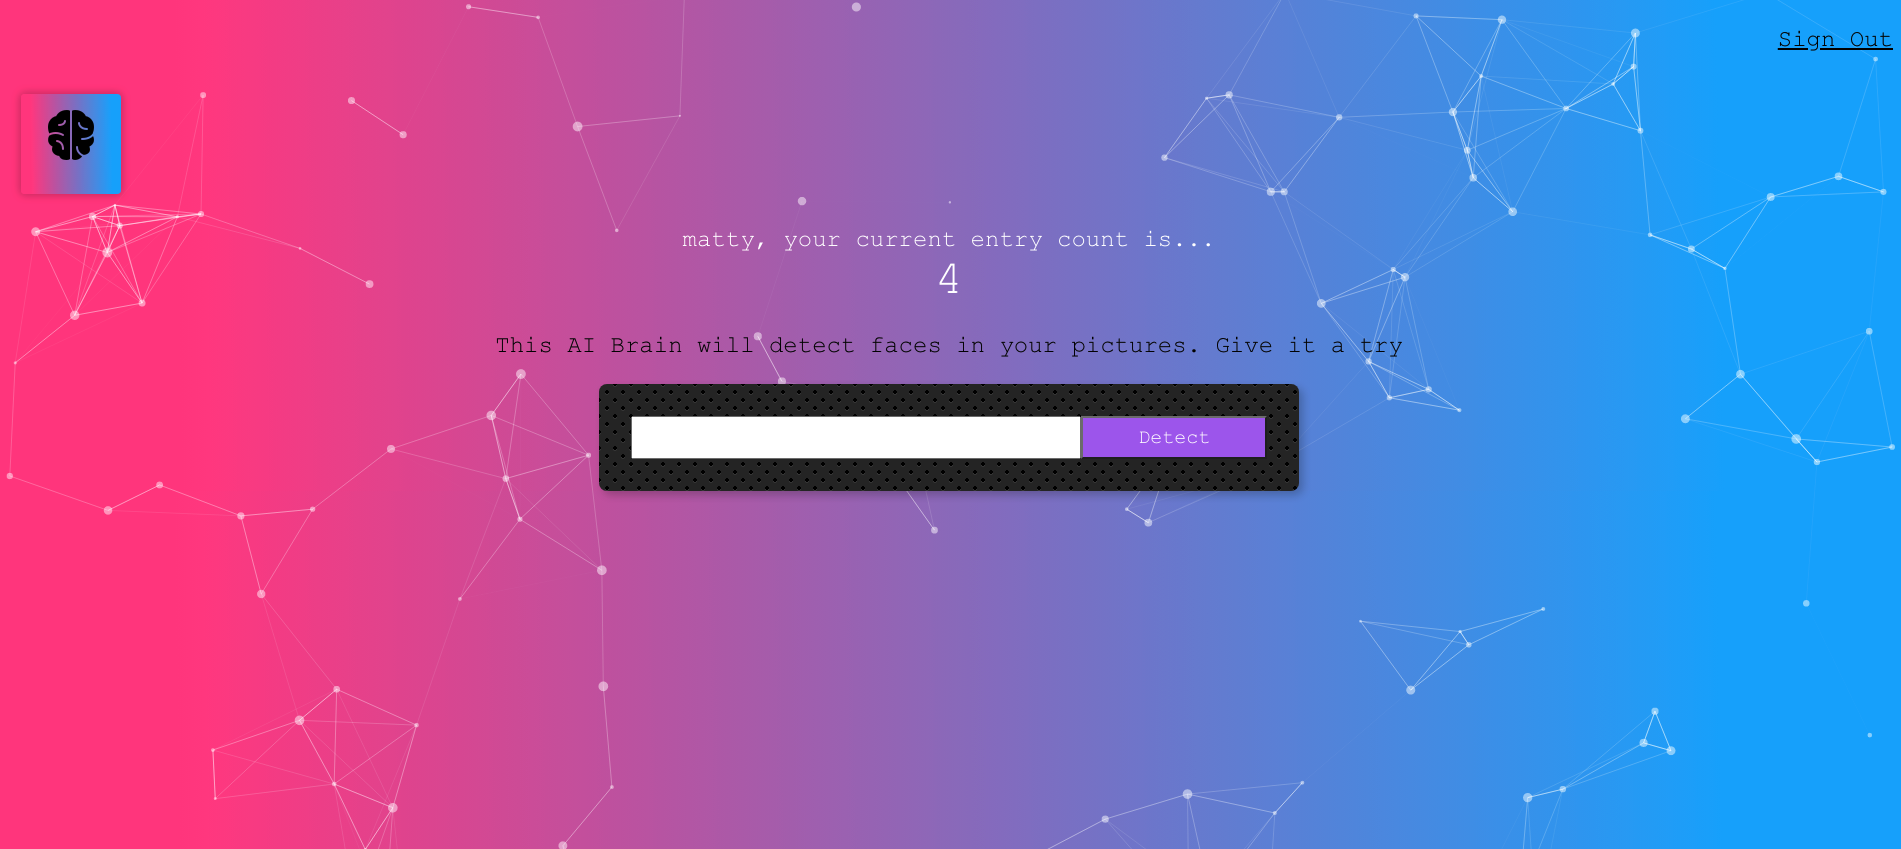 Sign Out
matty, your current entry count is...
4
This AI Brain will detect faces in your pictures. Give it a try
Detect